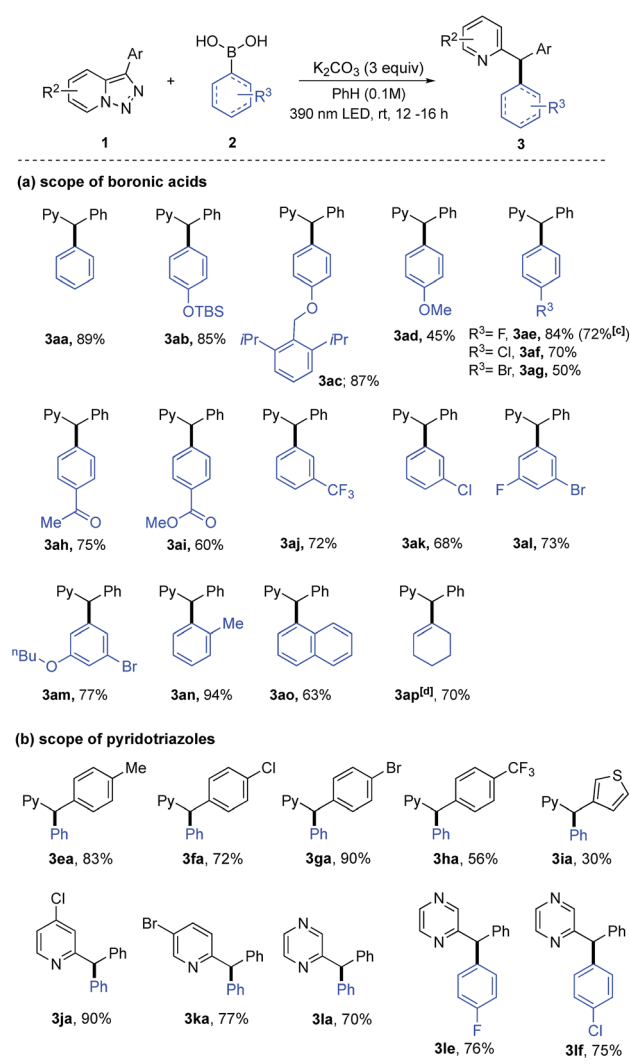 HO OH
B
Ar
R2 N N N + R3
K2CO3 (3 equiv)
PhH (0.1M)
390 nm LED, rt, 12 -16 h
R2 N Ar
R3
1 2 3
(a) scope of boronic acids
Py Ph Py Ph Py Ph Py Ph Py Ph
OTBS O OMe R3
iPr iPr
3aa, 89% 3ab, 85% 3ac; 87% 3ad, 45%
R3= F, 3ae, 84% (72%[c])
R3= Cl, 3af, 70%
R3= Br, 3ag, 50%
Py Ph Py Ph Py Ph Py Ph Py Ph
Me O MeO O CF3 Cl F Br
3ah, 75% 3ai, 60% 3aj, 72% 3ak, 68% 3al, 73%
Py Ph Py Ph Py Ph Py Ph
nBu O Br Me
3am, 77% 3an, 94% 3ao, 63% 3ap[d], 70%
(b) scope of pyridotriazoles
Me Cl Br CF3 S
Py Py Py Py Py
Ph Ph Ph Ph Ph
3ea, 83% 3fa, 72% 3ga, 90% 3ha, 56% 3ia, 30%
Cl N Ph Ph
Br N Ph Ph
N N Ph Ph
N N Ph F
N N Ph Cl
3ja, 90% 3ka, 77% 3la, 70% 3le, 76% 3lf, 75%